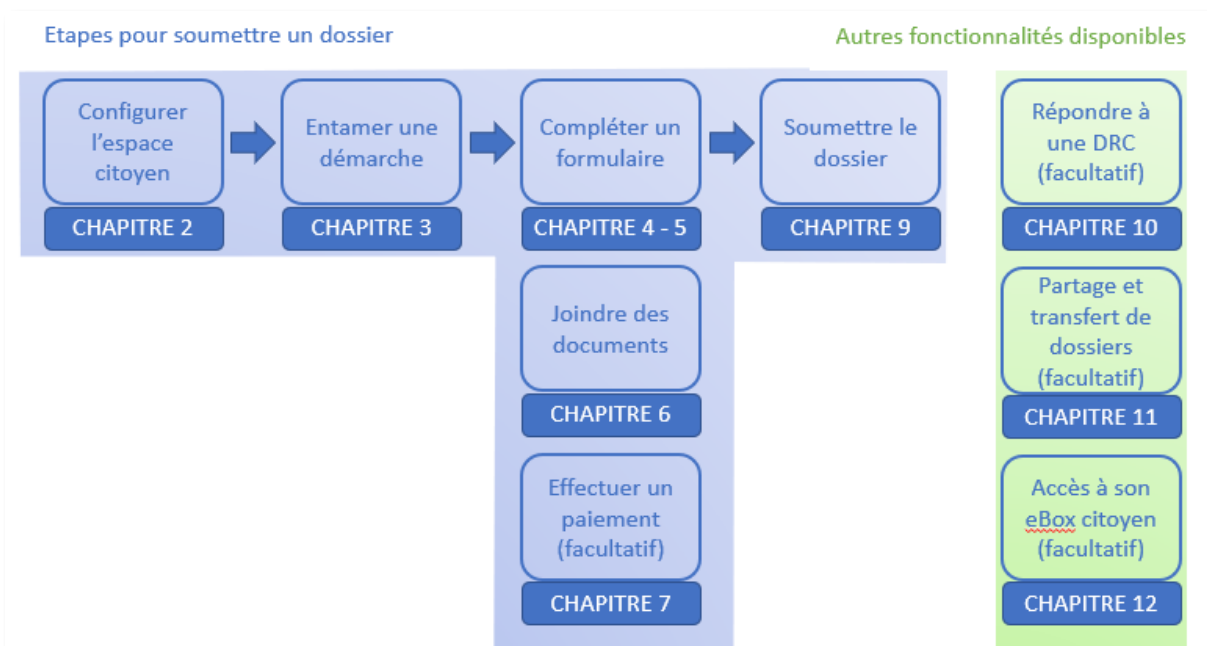 Etapes pour soumettre un dossier
Autres fonctionnalités disponibles
Configurer
l'espace
citoyen
CHAPITRE 2
Entamer une
démarche
CHAPITRE 3
Compléter un
formulaire
CHAPITRE 4 - 5
Joindre des
documents
CHAPITRE 6
Effectuer un
paiement
(facultatif)
CHAPITRE 7
Soumettre le
dossier
CHAPITRE 9
Répondre à
une DRC
(facultatif)
CHAPITRE 10
Partage et
transfert de
dossiers
(facultatif)
CHAPITRE 11
Accès à son
eBox citoyen
(facultatif)
CHAPITRE 12